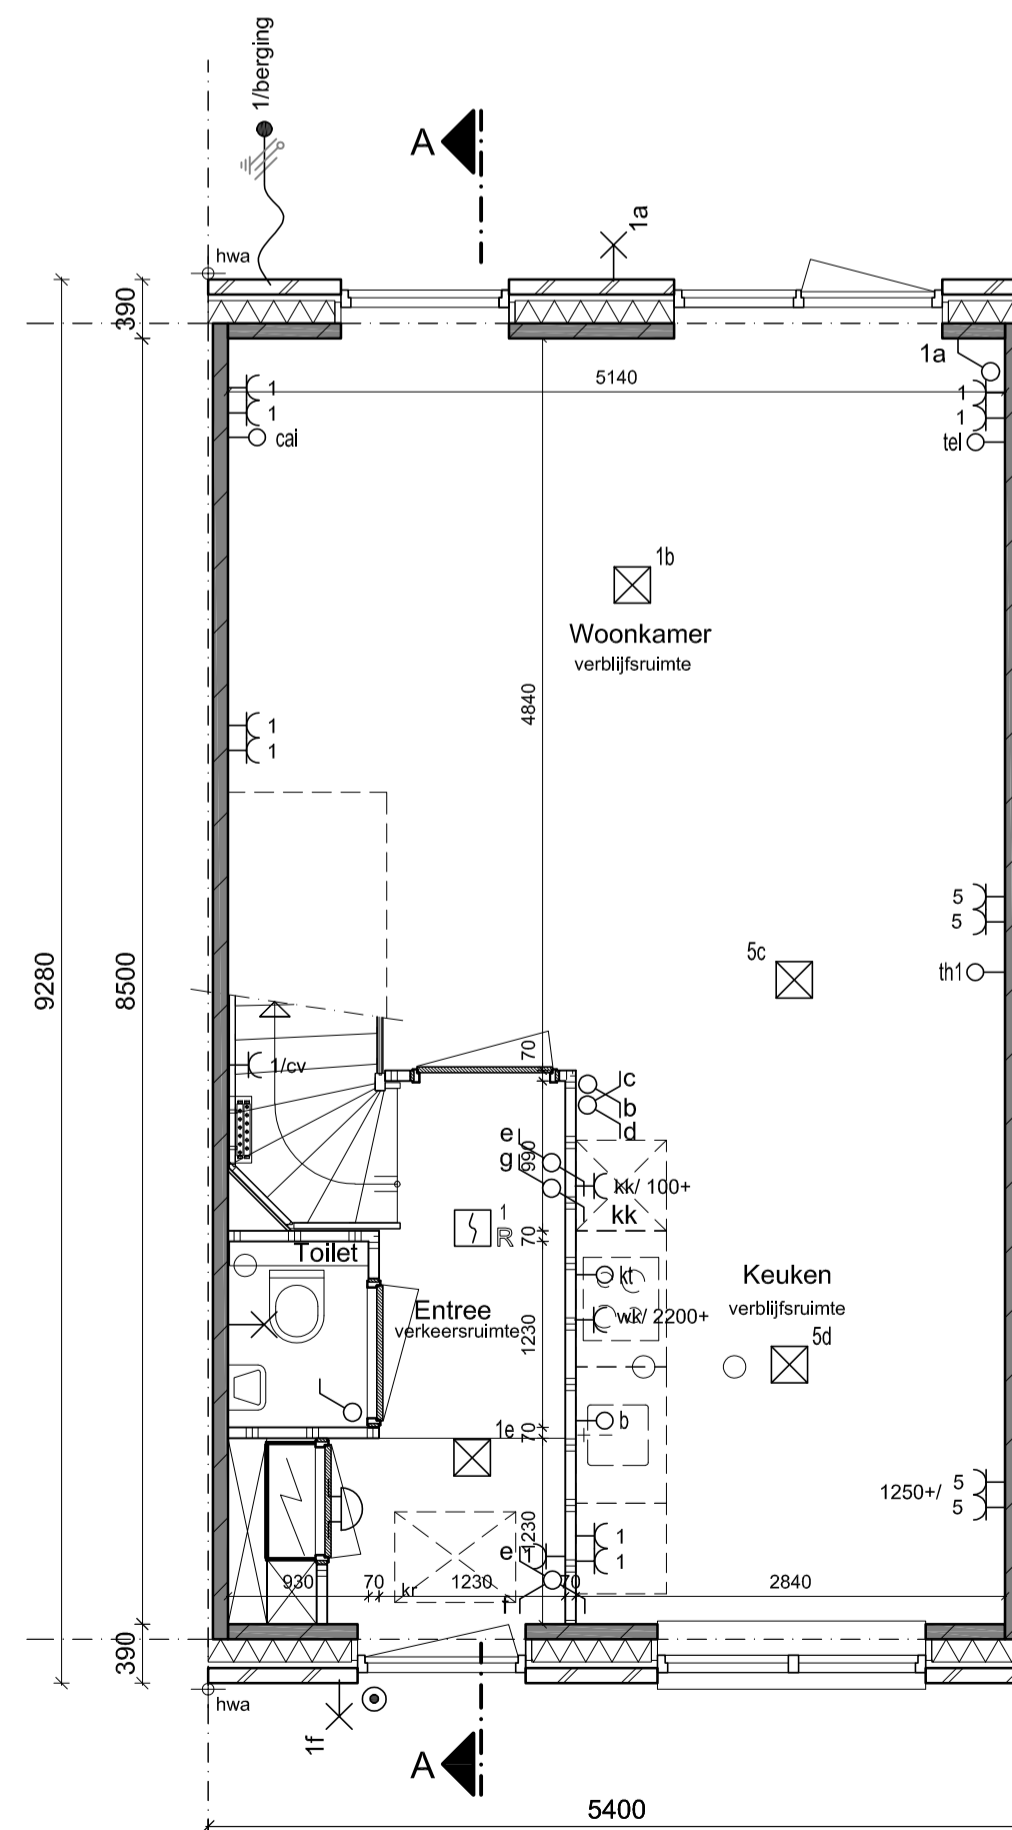 1/berging
A
1a
hwa
390
1a
5140
1
1
cai
1
1
tel
1b
Woonkamer
verblijfsruimte
4840
1
1
5
5
5c
th1
9280
8500
70
1/cv
c
b
d
e
g
990
kk/ 100+
kk
1
R
70
Toilet
kt
Keuken
verblijfsruimte
Entree
verkeersruimte
wk/ 2200+
1230
5d
70
b
1e
1250+/
5
5
1230
1
1
e
1
f
930
70
kr
1230
70
2840
390
hwa
1f
A
5400